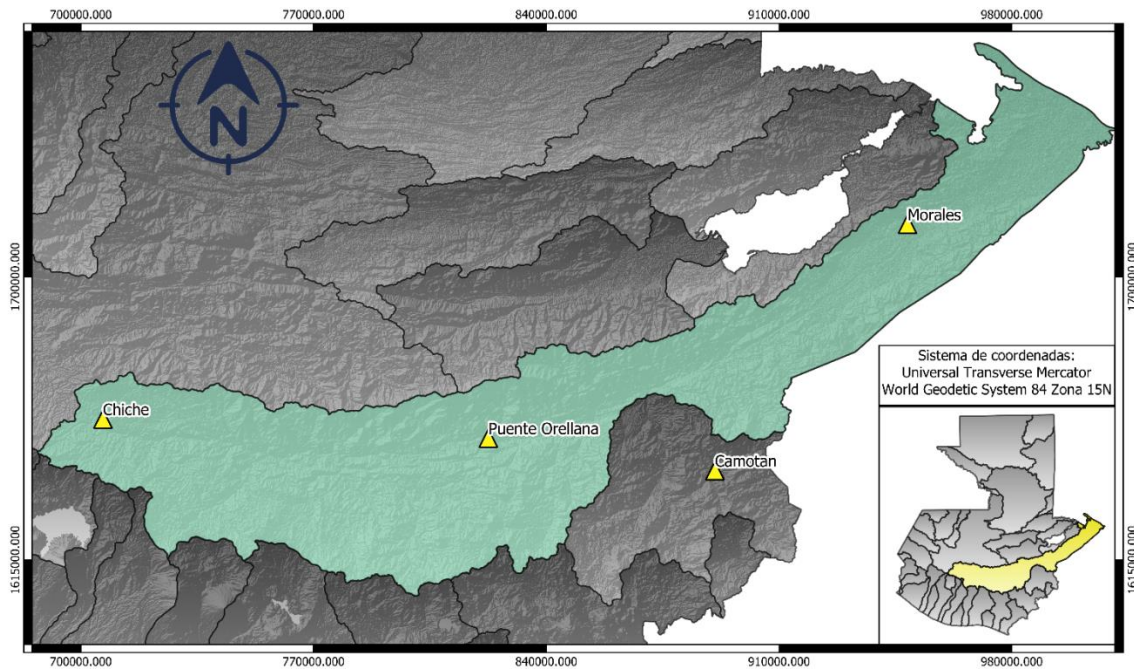 700000.000 770000.000 840000.000 910000.000 980000.000
N
Morales
1700000.000 1700000.000
Sistema de coordenadas:
Universal Transverse Mercator
World Geodetic System 84 Zona 15N
Chiche
Puente Orellana
Camotan
1615000.000 1615000.000
700000.000 770000.000 840000.000 910000.000 980000.000